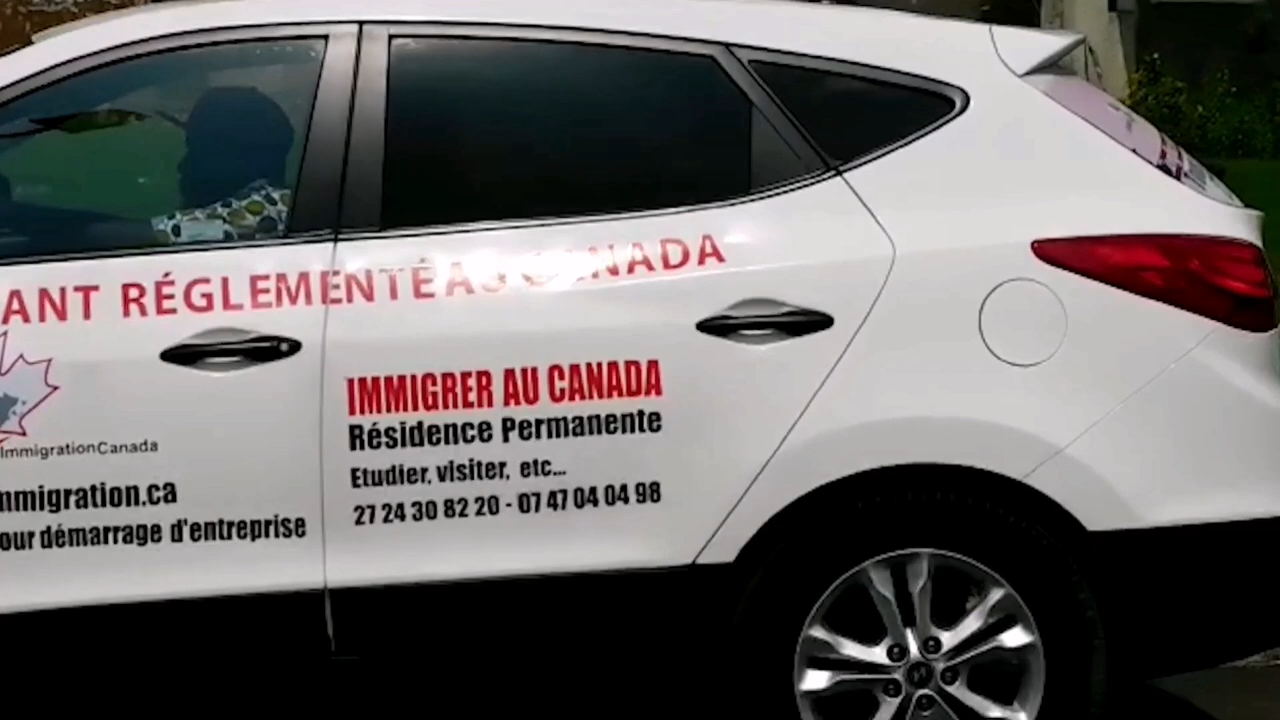 ANT RÉGLEMENTÉ AU CANADA
ImmigrationCanada
mmigration.ca
our démarrage d'entreprise
IMMIGRER AU CANADA
Résidence Permanente
Etudier, visiter, etc...
27 24 30 82 20 - 07 47 04 04 98